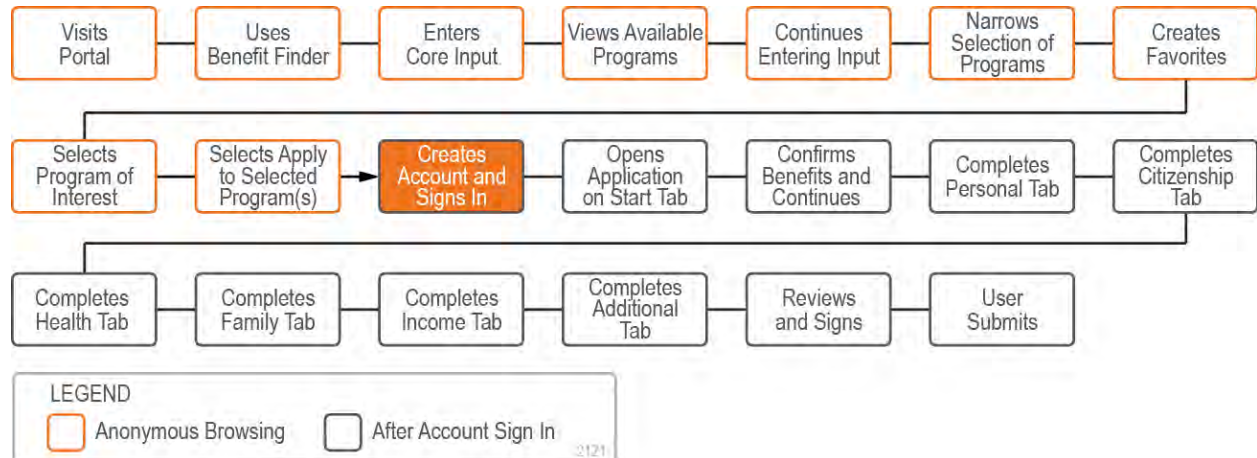 Visits
Portal
Uses
Benefit Finder
Enters
Core Input
Views Available
Programs
Continues
Entering Input
Narrows
Selection of
Programs
Creates
Favorites
Selects
Program of
Interest
Selects Apply
to Selected
Program(s)
Creates
Account and
Signs In
Opens
Application
on Start Tab
Confirms
Benefits and
Continues
Completes
Personal Tab
Completes
Citizenship
Tab
Completes
Health Tab
Completes
Family Tab
Completes
Income Tab
Completes
Additional
Tab
Reviews
and Signs
User
Submits
LEGEND
Anonymous Browsing
After Account Sign In
2121